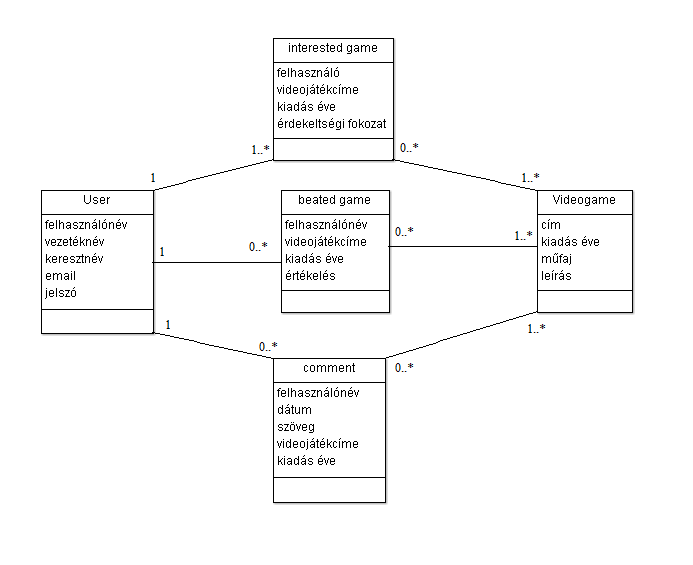 interested game
felhasználó
videojátékcíme
kiadás éve
érdekeltségi fokozat
1..*
0..*
1
1..*
User
felhasználónév
vezetéknév
keresztnév
email
jelszó
beated game
felhasználónév
videojátékcíme
kiadás éve
értékelés
Videogame
cím
kiadás éve
műfaj
leírás
1
0..*
0..*
1..*
1
0..*
0..*
1..*
comment
felhasználónév
dátum
szöveg
videojátékcíme
kiadás éve